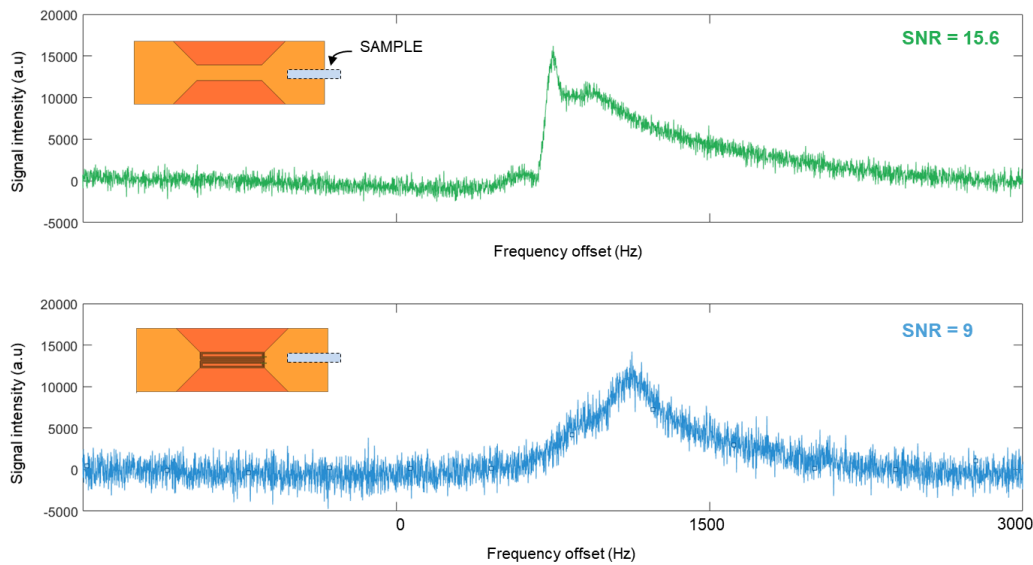 20000
15000
10000
5000
0
-5000
Signal intensity (a.u)
SAMPLE
SNR = 15.6
Frequency offset (Hz)
20000
15000
10000
5000
0
-5000
Signal intensity (a.u)
SNR = 9
0
1500
3000
Frequency offset (Hz)